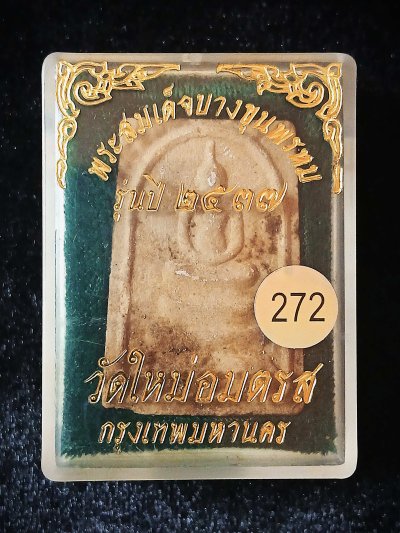 พระสมเด็จบางขุนพรหม
รุ่นปี ๒๕๓๗
272
วัดใหม่อมตรส
กรุงเทพมหานคร